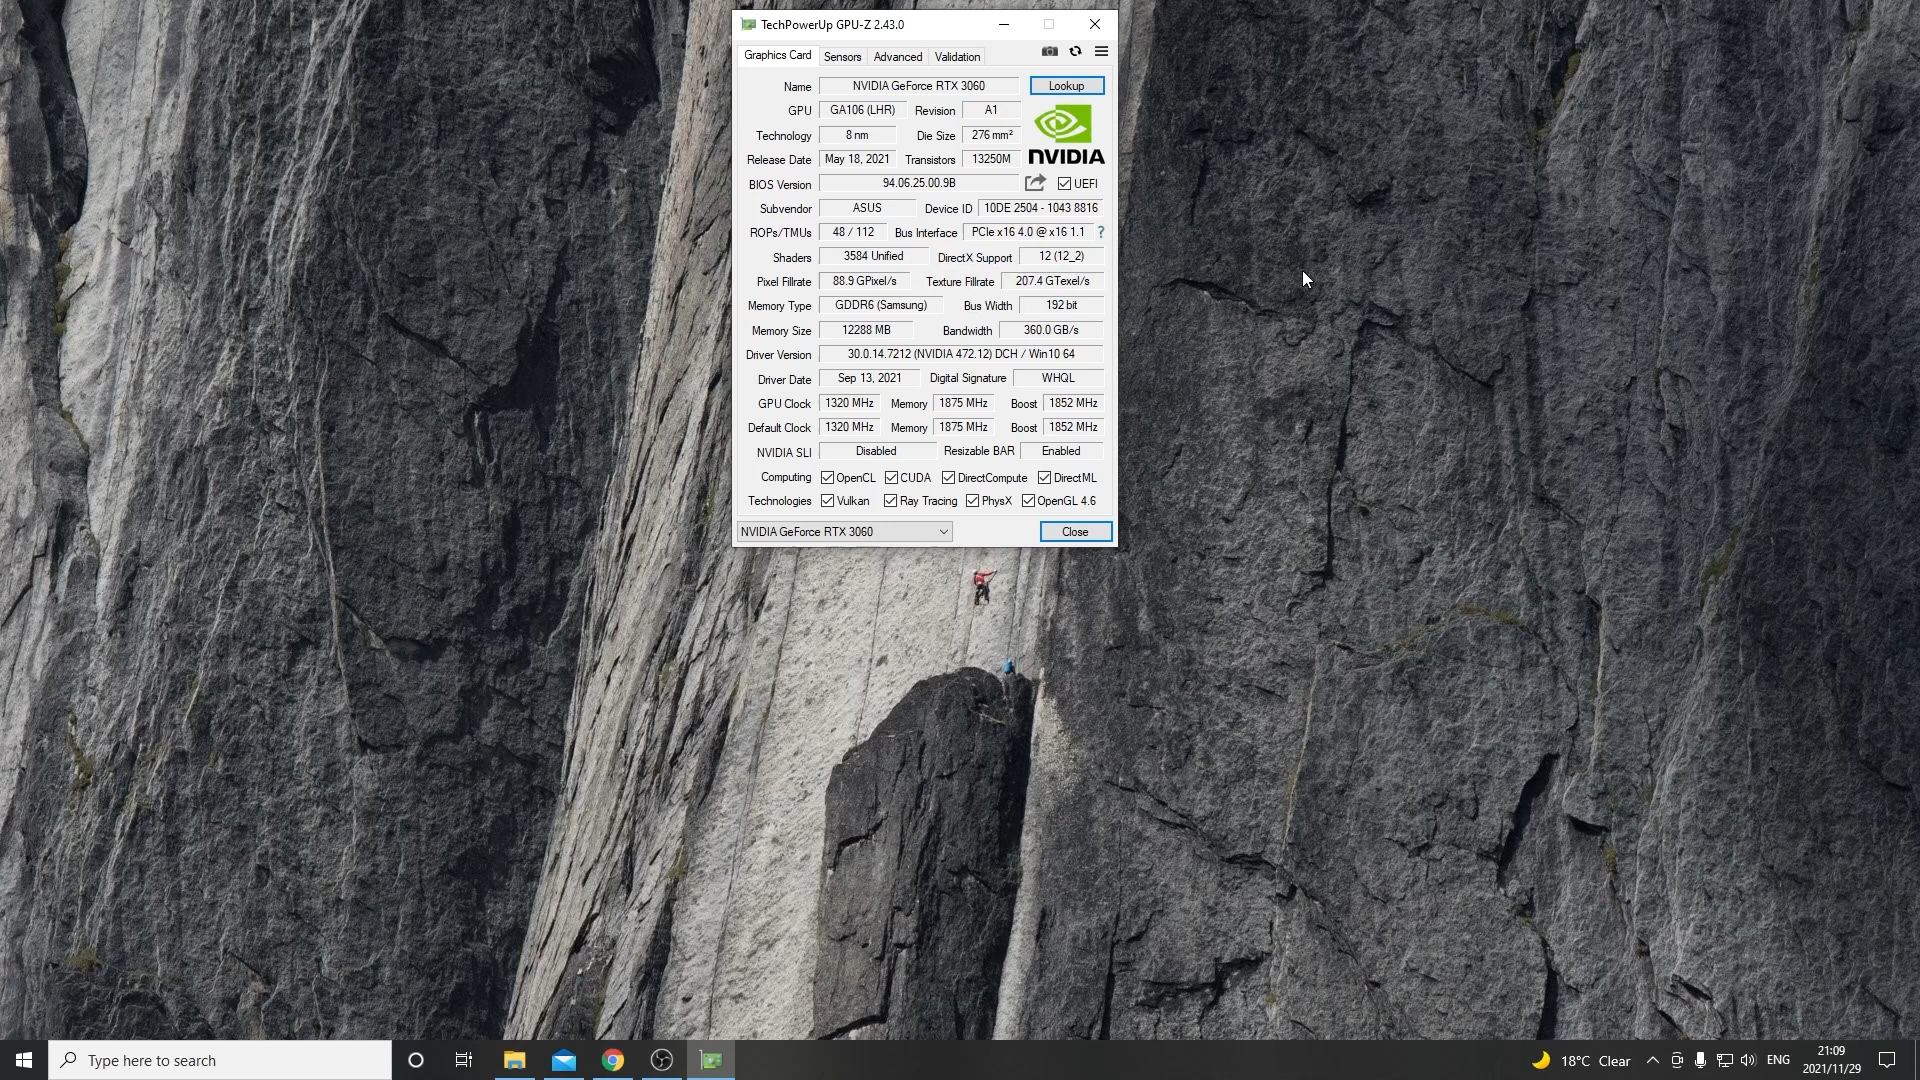 TechPowerUp GPU-Z 2.43.0
Graphics Card Sensors Advanced Validation
Name NVIDIA GeForce RTX 3060 Lookup
GPU GA106 (LHR) Revision A1
Technology 8 nm Die Size 276 mm²
NVIDIA
Release Date May 18, 2021 Transistors 13250M
BIOS Version 94.06.25.00.9B UEFI
Subvendor ASUS Device ID 10DE 2504 - 1043 8816
ROPs/TMUs 48 / 112 Bus Interface PCIe x16 4.0 @ x16 1.1 ?
Shaders 3584 Unified DirectX Support 12 (12_2)
Pixel Fillrate 88.9 GPixel/s Texture Fillrate 207.4 GTexel/s
Memory Type GDDR6 (Samsung) Bus Width 192 bit
Memory Size 12288 MB Bandwidth 360.0 GB/s
Driver Version 30.0.14.7212 (NVIDIA 472.12) DCH / Win10 64
Driver Date Sep 13, 2021 Digital Signature WHQL
GPU Clock 1320 MHz Memory 1875 MHz Boost 1852 MHz
Default Clock 1320 MHz Memory 1875 MHz Boost 1852 MHz
NVIDIA SLI Disabled Resizable BAR Enabled
Computing OpenCL CUDA DirectCompute DirectML
Technologies Vulkan Ray Tracing PhysX OpenGL 4.6
NVIDIA GeForce RTX 3060 Close
Type here to search
18°C Clear ENG 21:09
2021/11/29